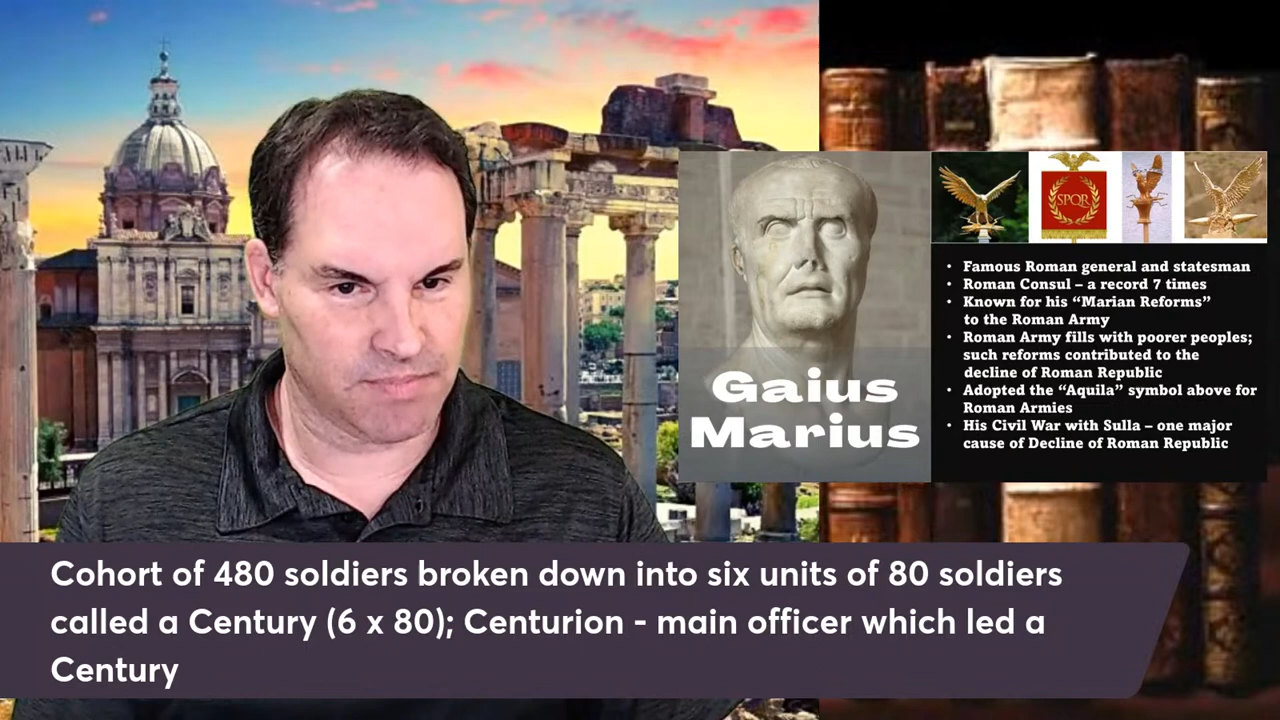 SPQR
Famous Roman general and statesman
Roman Consul – a record 7 times
Known for his “Marian Reforms”
to the Roman Army
Roman Army fills with poorer peoples;
such reforms contributed to the
decline of Roman Republic
Adopted the “Aquila” symbol above for
Roman Armies
His Civil War with Sulla – one major
cause of Decline of Roman Republic
Gaius
Marius
Cohort of 480 soldiers broken down into six units of 80 soldiers
called a Century (6 x 80); Centurion - main officer which led a
Century